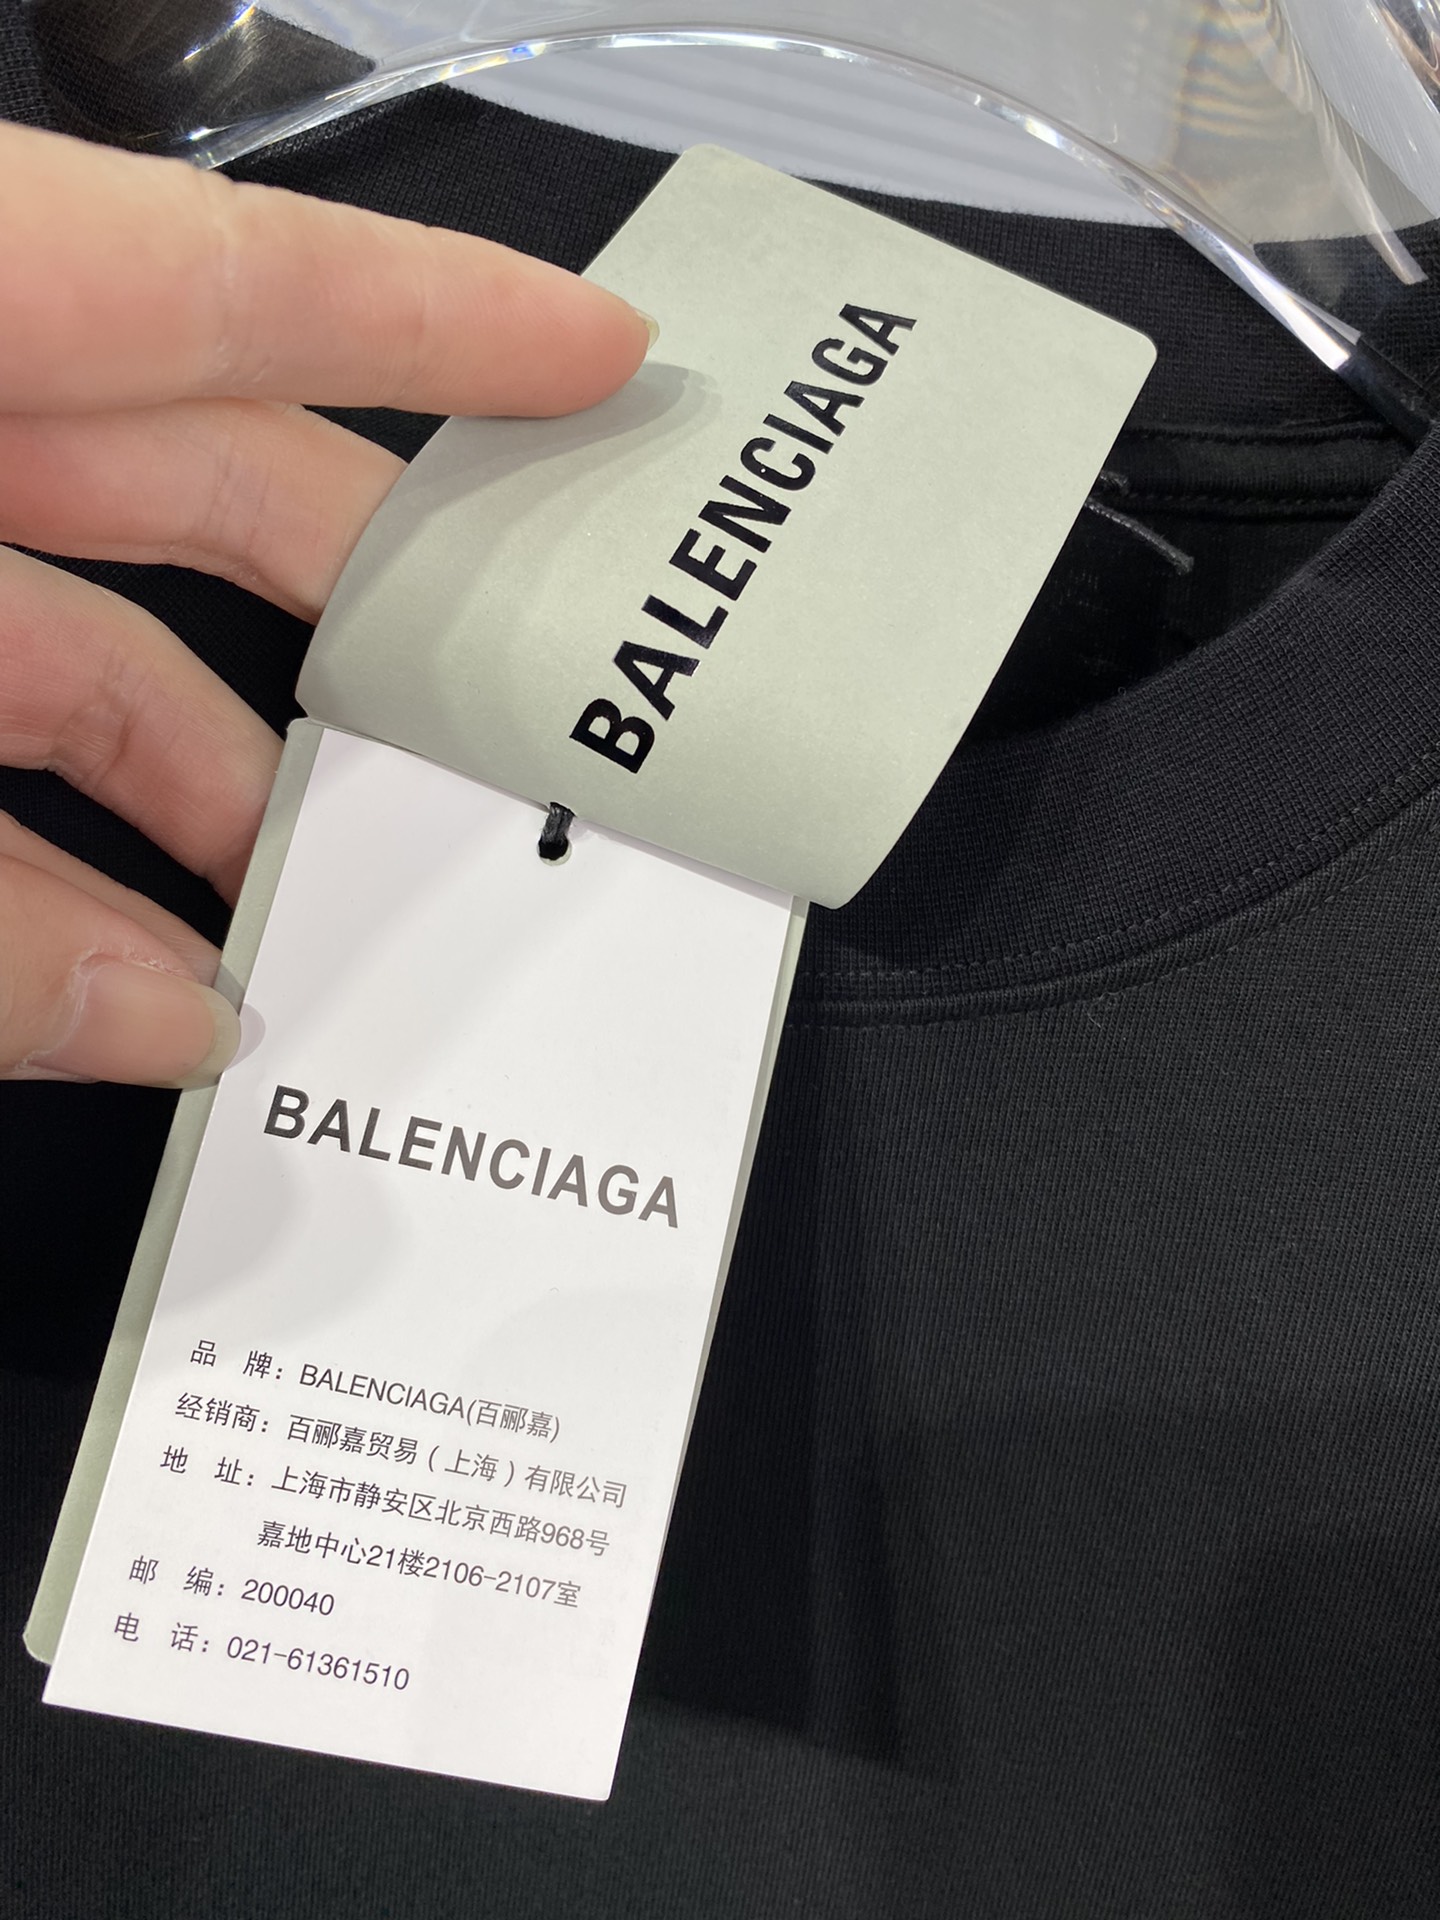 BALENCIAGA
BALENCIAGA
品 牌：BALENCIAGA(百郦嘉)
经销商：百郦嘉贸易（上海）有限公司
地 址：上海市静安区北京西路968号
嘉地中心21楼2106-2107室
邮 编：200040
电 话：021-61361510